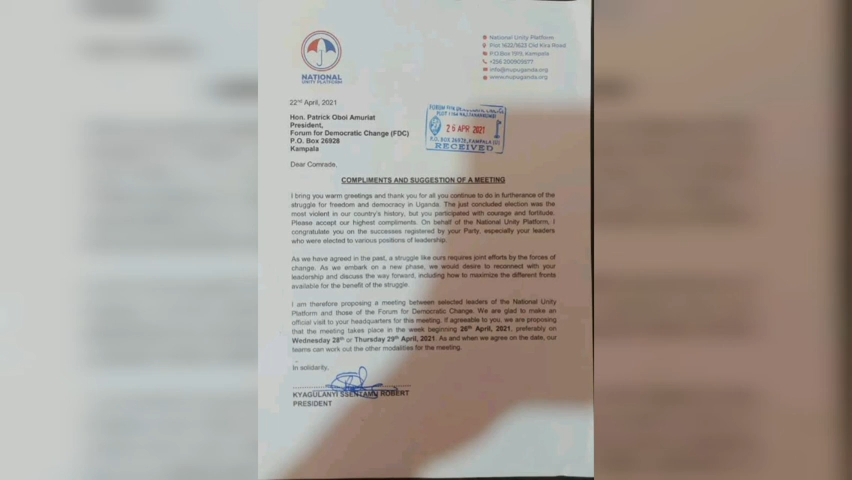 NATIONAL
UNITY PLATFORM
National Unity Platform
Plot 1622/1623 Old Kira Road
P.O Box 1919, Kampala
info@nupuganda.org
www.nupuganda.org
22nd April, 2021
Hon. Patrick Oboi Amuriat
President,
Forum for Democratic Change (FDC)
P.O. Box 26928
Kampala
26 APR 2021
P.O. BOX 26928, KAMPALA (U)
RECEIVED
Dear Comrade,
COMPLIMENTS AND SUGGESTION OF A MEETING
I bring you warm greetings and thank you for all you continue to do in furtherance of the
struggle for freedom and democracy in Uganda. The just concluded election was the
most violent in our country's history, but you participated with courage and fortitude.
Please accept our highest compliments. On behalf of the National Unity Platform, I
congratulate you on the successes registered by your Party, especially your leaders
who were elected to various positions of leadership.
As we have agreed in the past, a struggle like ours requires joint efforts by the forces of
change. As we embark on a new phase, we would desire to reconnect with your
leadership and discuss the way forward, including how to maximize the different fronts
available for the benefit of the struggle.
I am therefore proposing a meeting between selected leaders of the National Unity
Platform and those of the Forum for Democratic Change. We are glad to make an
official visit to your headquarters for this meeting. If agreeable to you, we are proposing
that the meeting takes place in the week beginning 26th April, 2021, preferably on
Wednesday 28th or Thursday 29th April, 2021. As and when we agree on the date, our
teams can work out the other modalities for the meeting.
In solidarity,
KYAGULANYI SSENTAMU ROBERT
PRESIDENT